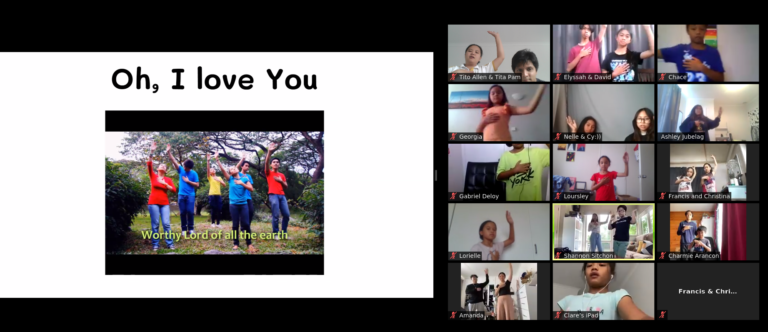 Oh, I love You
Worthy Lord of all the earth
Tito Allen & Tita Pam
Elyssah & David
Chace
Georgia
Nelle & Cy:))
Ashley Jubelag
Gabriel Deloy
YORK
Loursley
Francis and Christina
Lorielle
Shannon Sitchon
Charmie Arancon
Amanda
Clare's iPad
Francis & Chri...